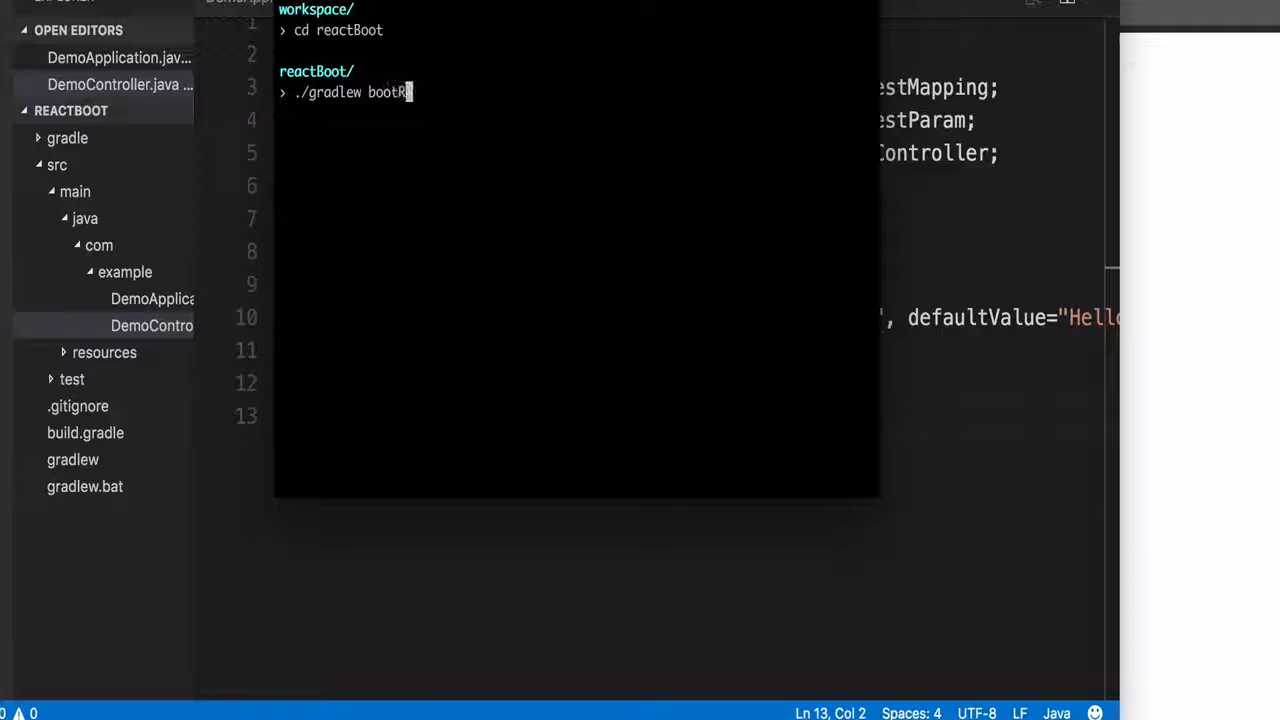 OPEN EDITORS
DemoApplication.jav...
DemoController.java ...
REACTBOOT
gradle
src
main
java
com
example
DemoApplica
DemoContro
resources
test
.gitignore
build.gradle
gradlew
gradlew.bat
workspace/
› cd reactBoot
reactBoot/
› ./gradlew bootR
1
2
3 estMapping;
4 estParam;
5 Controller;
6
7
8
9
10 ", defaultValue="Hello
11
12
13
0 0
Ln 13, Col 2 Spaces: 4 UTF-8 LF Java